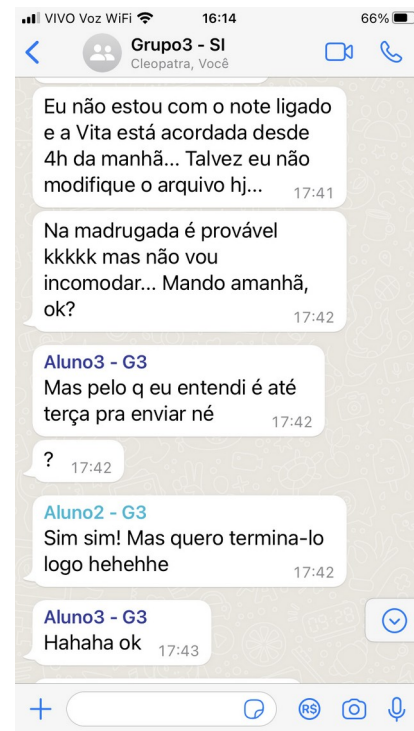 VIVO Voz WiFi 16:14 66%
Grupo3 - SI
Cleopatra, Você
Eu não estou com o note ligado
e a Vita está acordada desde
4h da manhã... Talvez eu não
modifique o arquivo hj... 17:41
Na madrugada é provável
kkkkk mas não vou
incomodar... Mando amanhã,
ok? 17:42
Aluno3 - G3
Mas pelo q eu entendi é até
terça pra enviar né 17:42
? 17:42
Aluno2 - G3
Sim sim! Mas quero termina-lo
logo hehehhe 17:42
Aluno3 - G3
Hahaha ok 17:43
R$